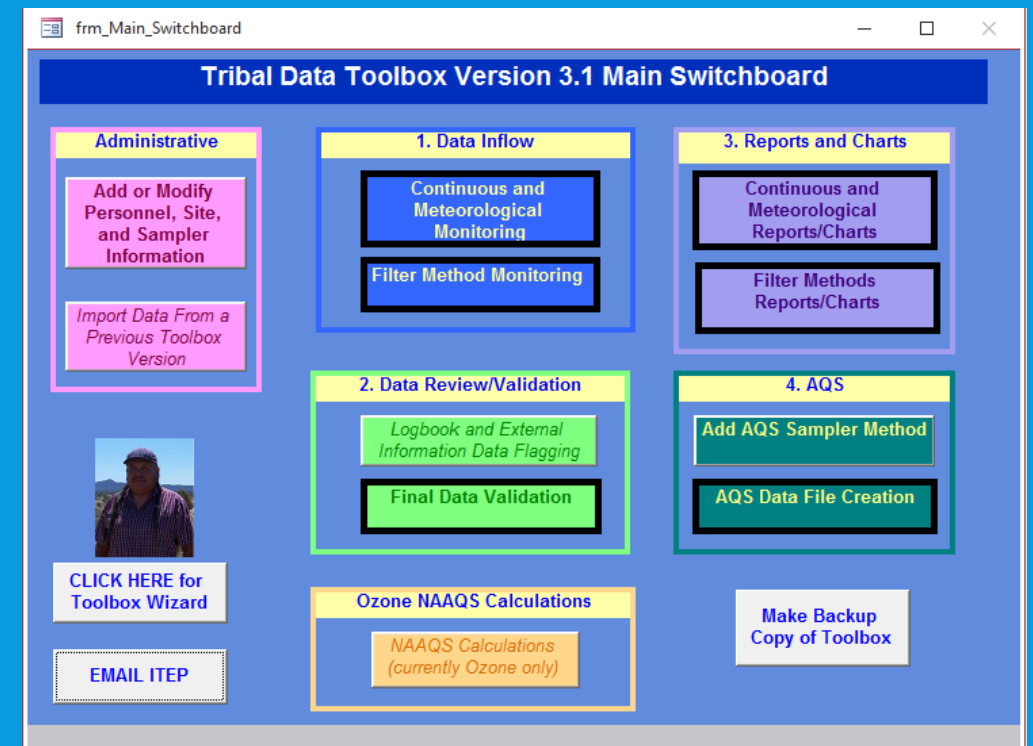 frm_Main_Switchboard
Tribal Data Toolbox Version 3.1 Main Switchboard
Administrative
Add or Modify
Personnel, Site,
and Sampler
Information
Import Data From a
Previous Toolbox
Version
CLICK HERE for
Toolbox Wizard
EMAIL ITEP
1. Data Inflow
Continuous and
Meteorological
Monitoring
Filter Method Monitoring
2. Data Review/Validation
Logbook and External
Information Data Flagging
Final Data Validation
Ozone NAAQS Calculations
NAAQS Calculations
(currently Ozone only)
3. Reports and Charts
Continuous and
Meteorological
Reports/Charts
Filter Methods
Reports/Charts
4. AQS
Add AQS Sampler Method
AQS Data File Creation
Make Backup
Copy of Toolbox